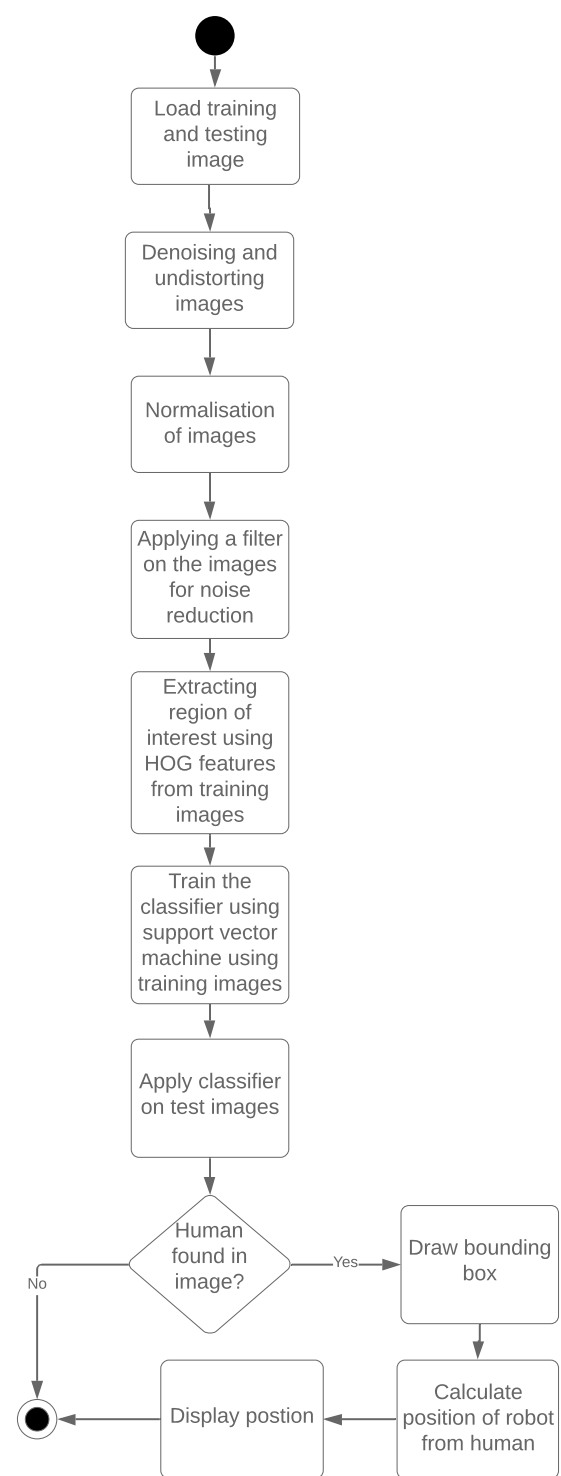 Load training
and testing
image
Denoising and
undistorting
images
Normalisation
of images
Applying a filter
on the images
for noise
reduction
Extracting
region of
interest using
HOG features
from training
images
Train the
classifier using
support vector
machine using
training images
Apply classifier
on test images
Human
found in
image?
Yes
No
Draw bounding
box
Calculate
position of robot
from human
Display postion